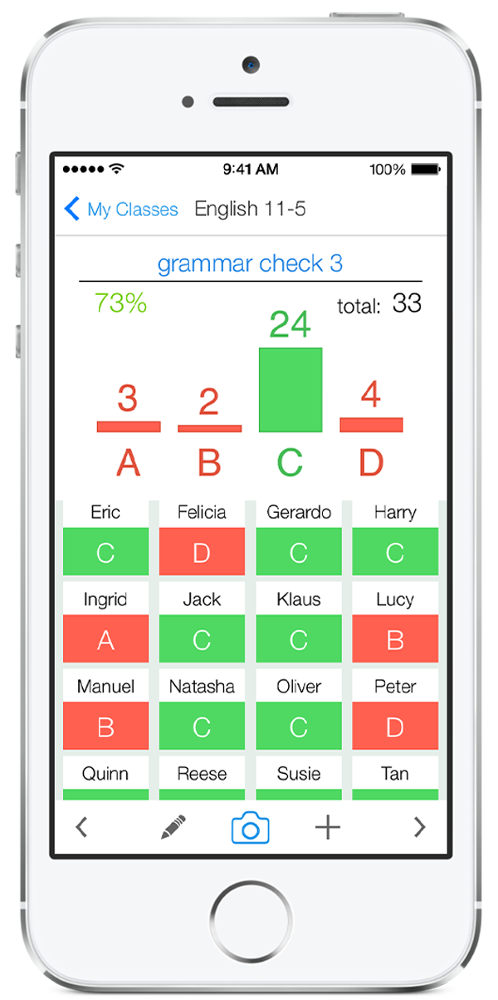 9:41 AM 100%
My Classes English 11-5
grammar check 3
73% total: 33
3 2 24 4
A B C D
Eric Felicia Gerardo Harry
C D C C
Ingrid Jack Klaus Lucy
A C C B
Manuel Natasha Oliver Peter
B C C D
Quinn Reese Susie Tan